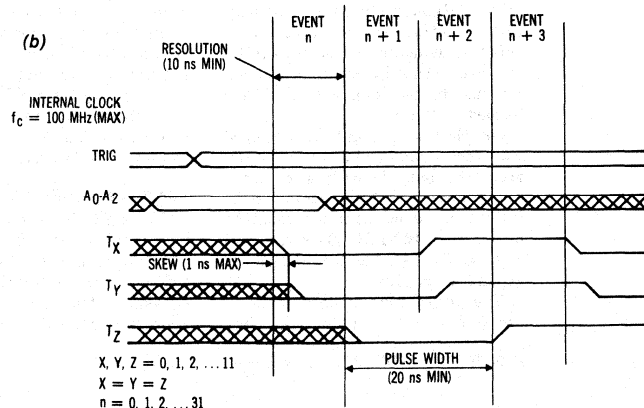 (b)
EVENT n
EVENT n + 1
EVENT n + 2
EVENT n + 3
RESOLUTION
(10 ns MIN)
INTERNAL CLOCK
fC = 100 MHz (MAX)
TRIG
A0-A2
TX
SKEW (1 ns MAX)
TY
TZ
X, Y, Z = 0, 1, 2, ...11
X = Y = Z
n = 0, 1, 2, ...31
PULSE WIDTH
(20 ns MIN)